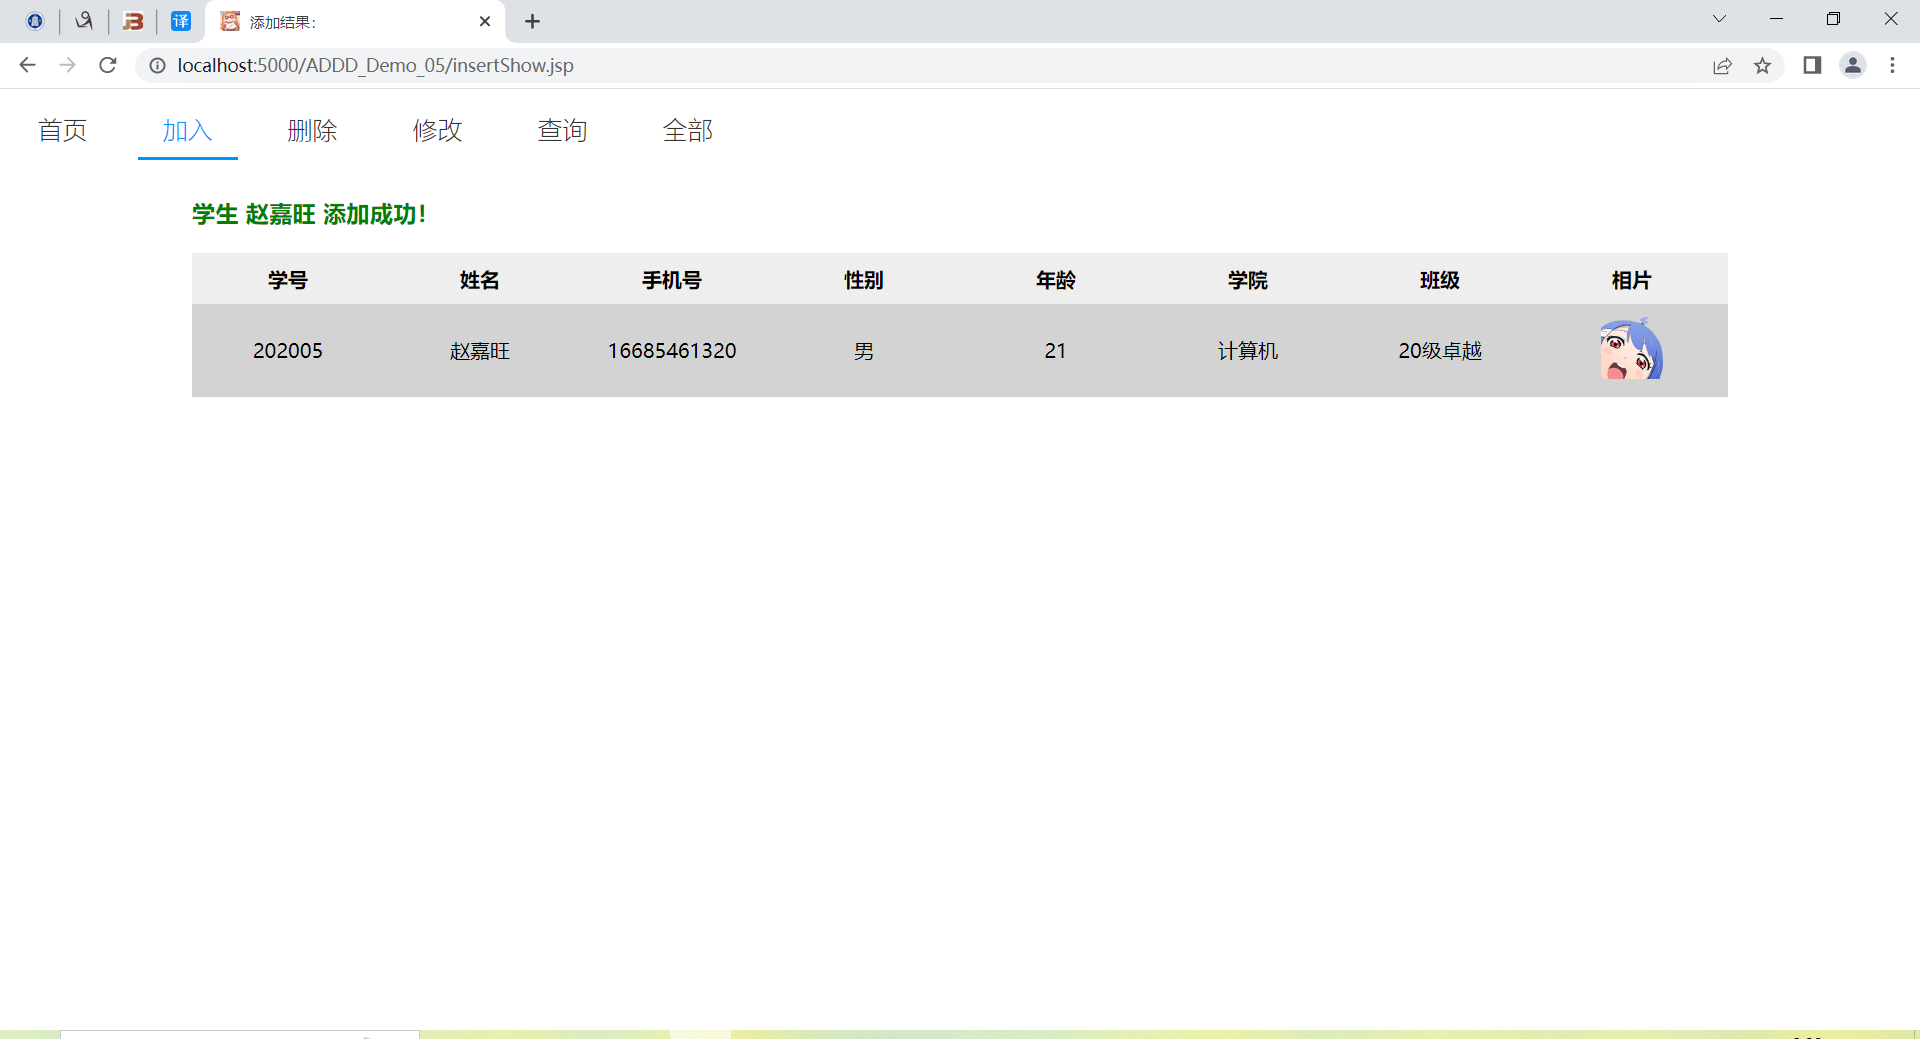 译
添加结果：
localhost:5000/ADDD_Demo_05/insertShow.jsp
首页 加入 删除 修改 查询 全部
学生 赵嘉旺 添加成功！
学号 姓名 手机号 性别 年龄 学院 班级 相片
202005 赵嘉旺 16685461320 男 21 计算机 20级卓越